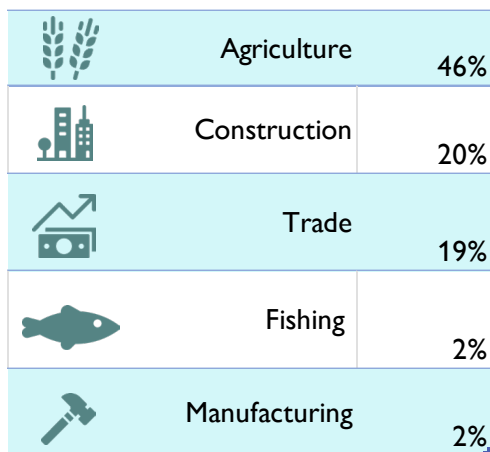 Agriculture 46%
Construction 20%
Trade 19%
Fishing 2%
Manufacturing 2%